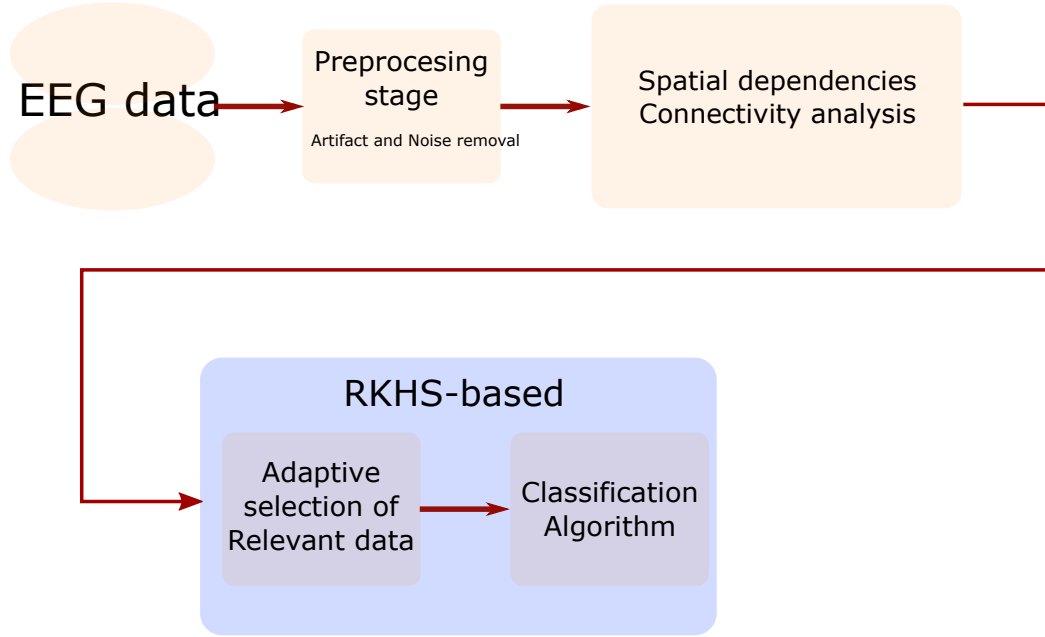 EEG data
Preprocesing
stage
Artifact and Noise removal
Spatial dependencies
Connectivity analysis
RKHS-based
Adaptive
selection of
Relevant data
Classification
Algorithm